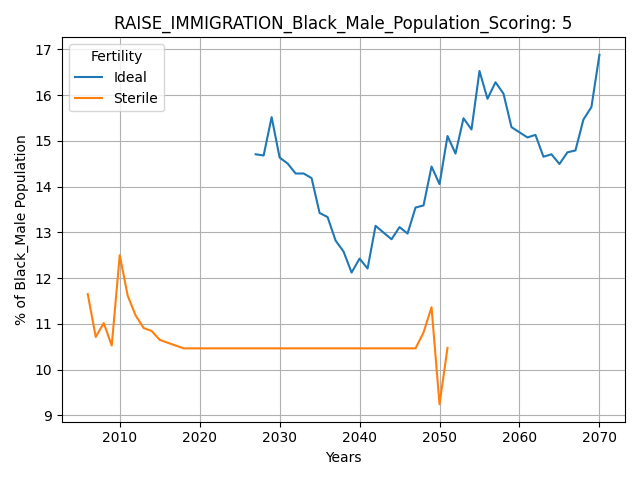 RAISE_IMMIGRATION_Black_Male_Population_Scoring: 5
Fertility
Ideal
Sterile
% of Black_Male Population
17
16
15
14
13
12
11
10
9
2010 2020 2030 2040 2050 2060 2070
Years